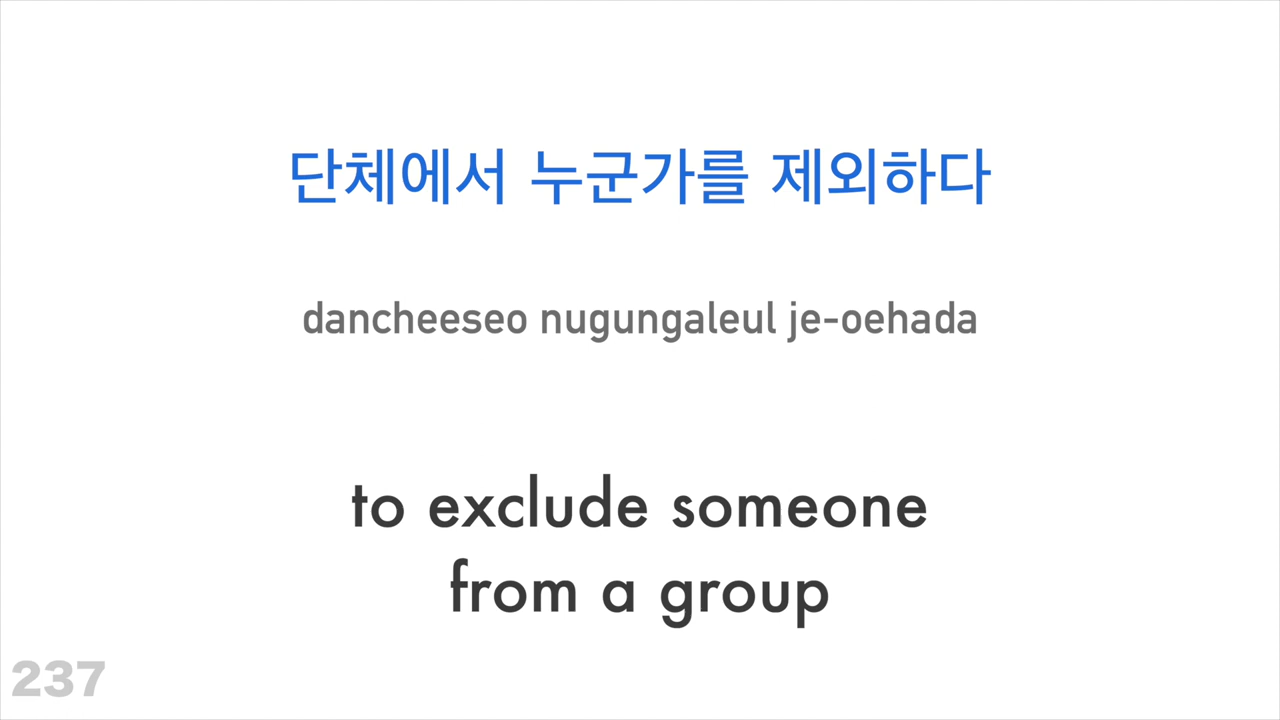 단체에서 누군가를 제외하다
dancheeseo nugungaleul je-oehada
to exclude someone
from a group
237